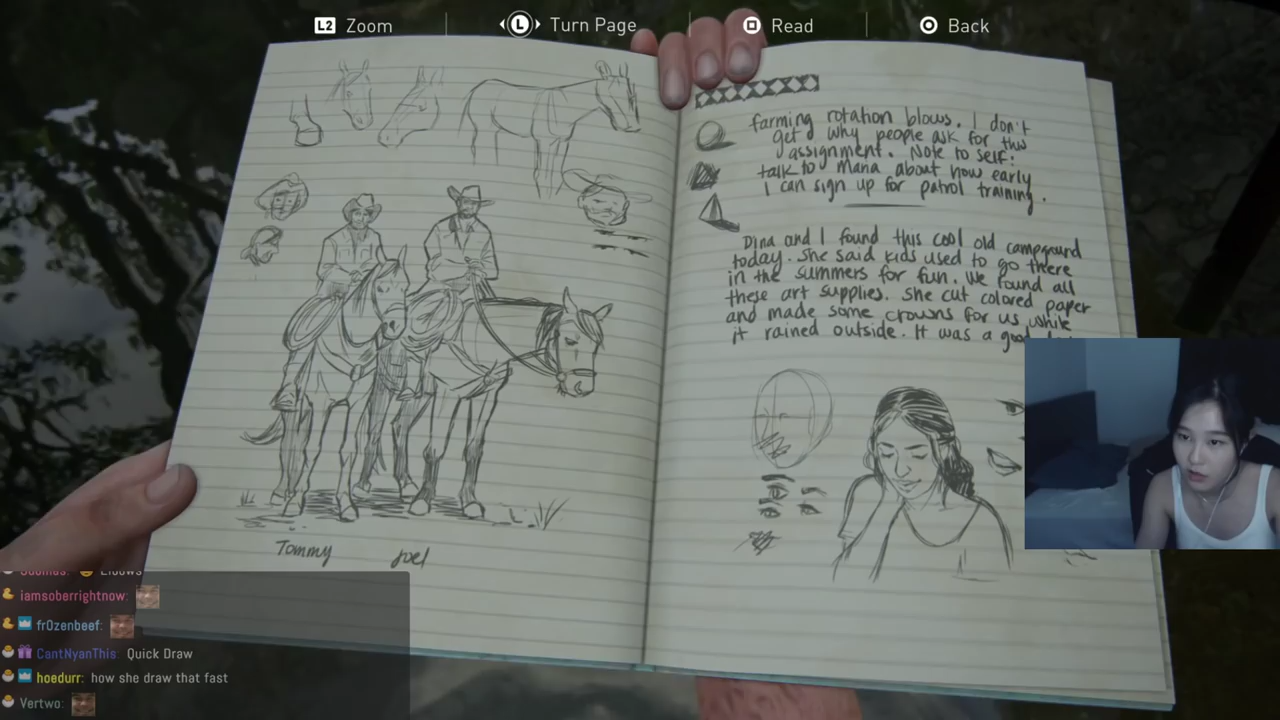 L2 Zoom
L Turn Page
Read
Back
farming rotation blows. I don't
get why people ask for this
assignment. Note to self:
talk to Maria about how early
I can sign up for patrol training.
Dina and I found this cool old campground
today. She said kids used to go there
in the summers for fun. We found all
these art supplies. She cut colored paper
and made some crowns for us while
it rained outside. It was a good
Tommy
Joel
iamsoberrightnow:
fr0zenbeef:
CantNyanThis: Quick Draw
hoedurr: how she draw that fast
Vertwo: